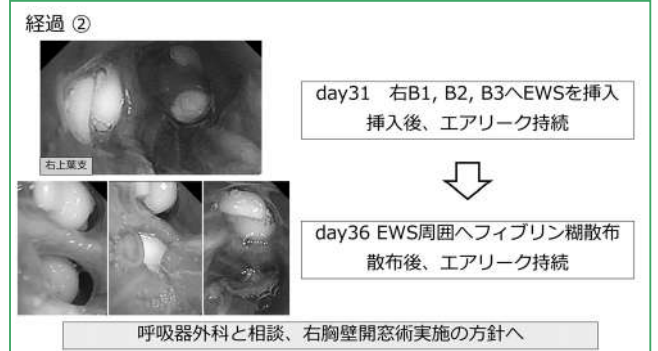 経過 ②
右上葉支
day31 右B1, B2, B3へEWSを挿入
挿入後、エアリーク持続
day36 EWS周囲へフィブリン糊散布
散布後、エアリーク持続
呼吸器外科と相談、右胸壁開窓術実施の方針へ